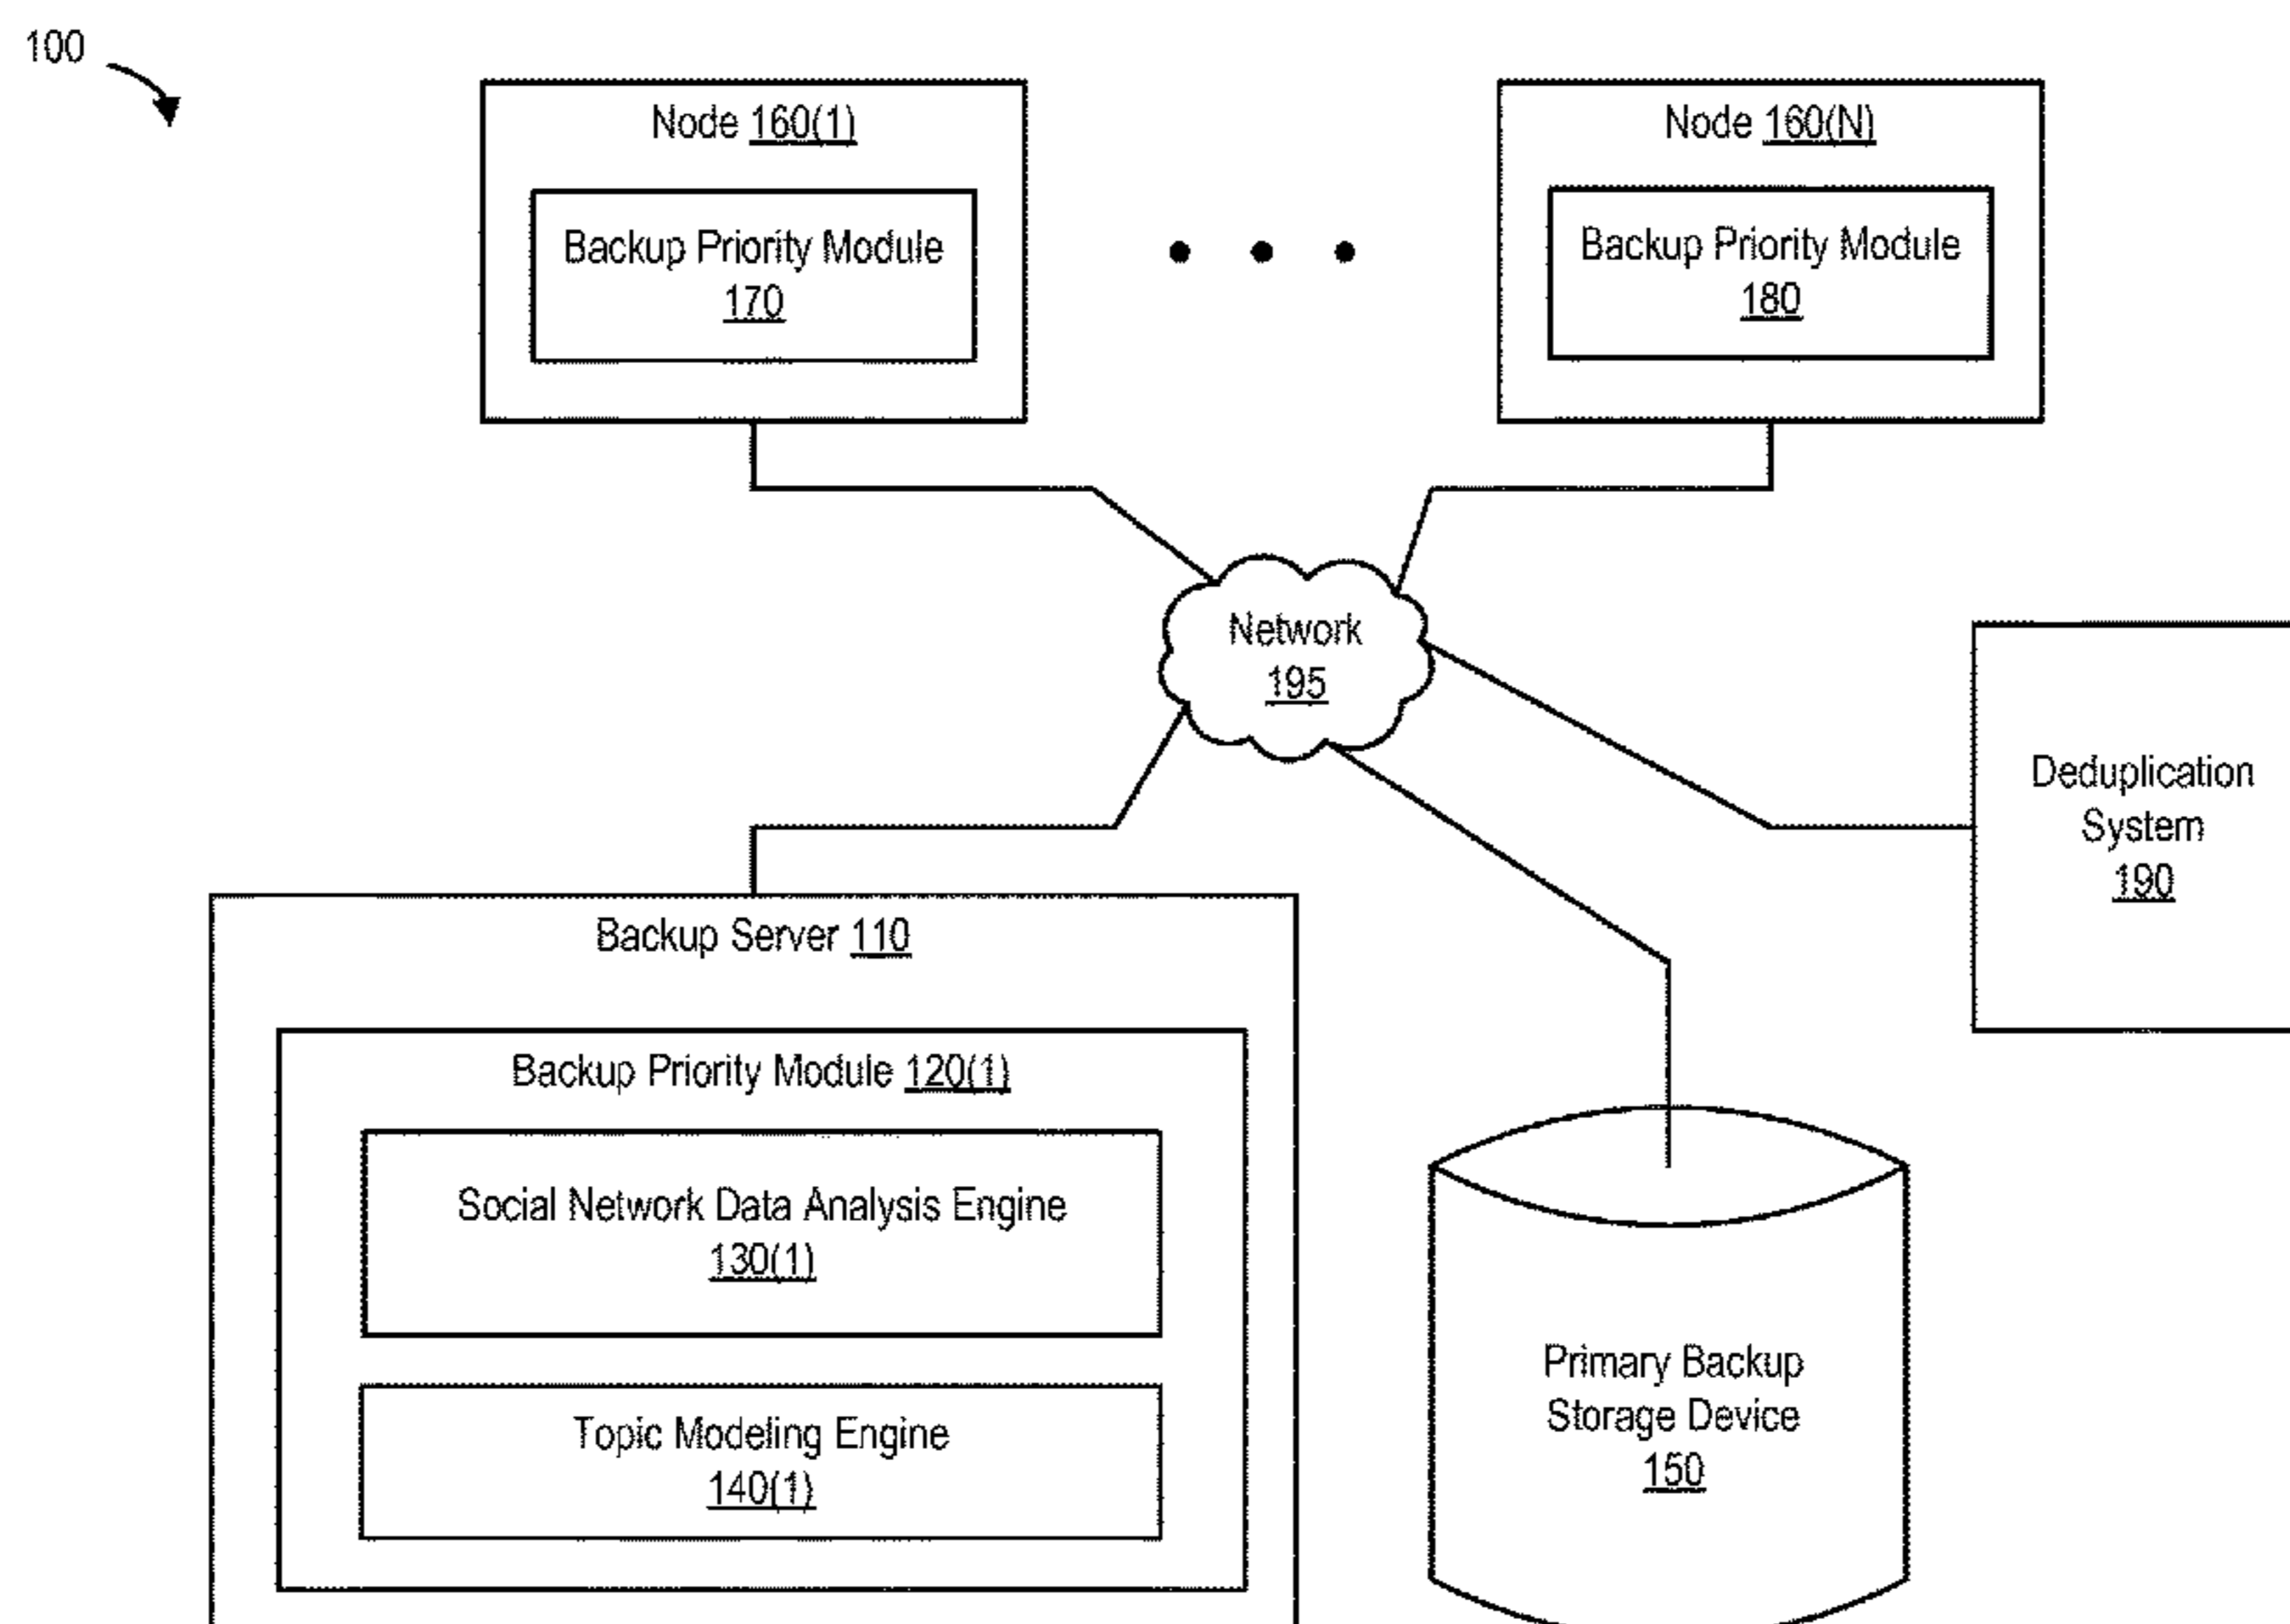 100
Node 160(1)
Backup Priority Module
170
Node 160(N)
Backup Priority Module
180
Network
195
Deduplication
System
190
Backup Server 110
Backup Priority Module 120(1)
Social Network Data Analysis Engine
130(1)
Topic Modeling Engine
140(1)
Primary Backup
Storage Device
150